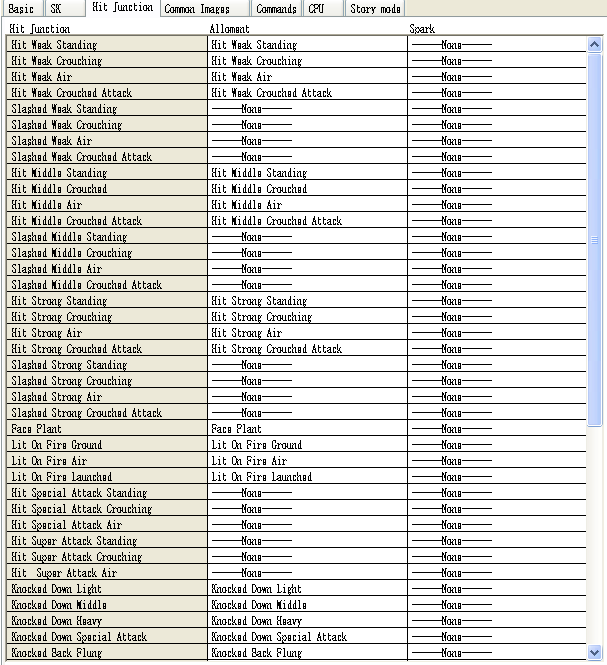 Basic SK Hit Junction Common Images Commands CPU Story mode
Hit Junction Alloment Spark
Hit Weak Standing Hit Weak Standing ───None───
Hit Weak Crouching Hit Weak Crouching ───None───
Hit Weak Air Hit Weak Air ───None───
Hit Weak Crouched Attack Hit Weak Crouched Attack ───None───
Slashed Weak Standing ───None─── ───None───
Slashed Weak Crouching ───None─── ───None───
Slashed Weak Air ───None─── ───None───
Slashed Weak Crouched Attack ───None─── ───None───
Hit Middle Standing Hit Middle Standing ───None───
Hit Middle Crouched Hit Middle Crouched ───None───
Hit Middle Air Hit Middle Air ───None───
Hit Middle Crouched Attack Hit Middle Crouched Attack ───None───
Slashed Middle Standing ───None─── ───None───
Slashed Middle Crouching ───None─── ───None───
Slashed Middle Air ───None─── ───None───
Slashed Middle Crouched Attack ───None─── ───None───
Hit Strong Standing Hit Strong Standing ───None───
Hit Strong Crouching Hit Strong Crouching ───None───
Hit Strong Air Hit Strong Air ───None───
Hit Strong Crouched Attack Hit Strong Crouched Attack ───None───
Slashed Strong Standing ───None─── ───None───
Slashed Strong Crouching ───None─── ───None───
Slashed Strong Air ───None─── ───None───
Slashed Strong Crouched Attack ───None─── ───None───
Face Plant Face Plant ───None───
Lit On Fire Ground Lit On Fire Ground ───None───
Lit On Fire Air Lit On Fire Air ───None───
Lit On Fire Launched Lit On Fire Launched ───None───
Hit Special Attack Standing ───None─── ───None───
Hit Special Attack Crouching ───None─── ───None───
Hit Special Attack Air ───None─── ───None───
Hit Super Attack Standing ───None─── ───None───
Hit Super Attack Crouching ───None─── ───None───
Hit  Super Attack Air ───None─── ───None───
Knocked Down Light Knocked Down Light ───None───
Knocked Down Middle Knocked Down Middle ───None───
Knocked Down Heavy Knocked Down Heavy ───None───
Knocked Down Special Attack Knocked Down Special Attack ───None───
Knocked Back Flung Knocked Back Flung ───None───